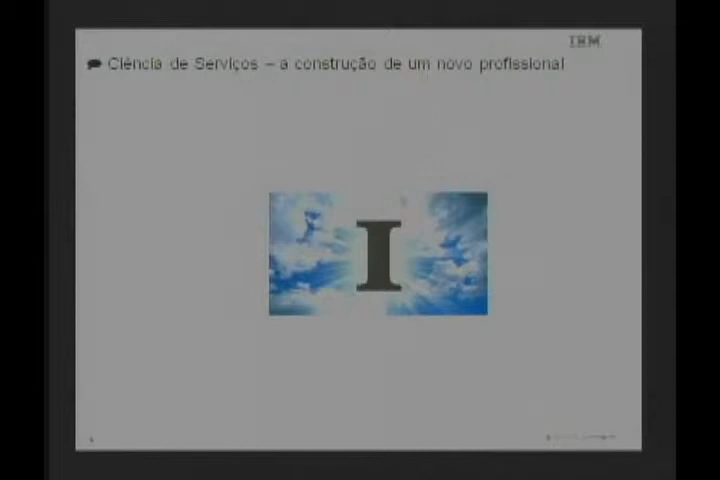 IBM
Ciência de Serviços – a construção de um novo profissional
I